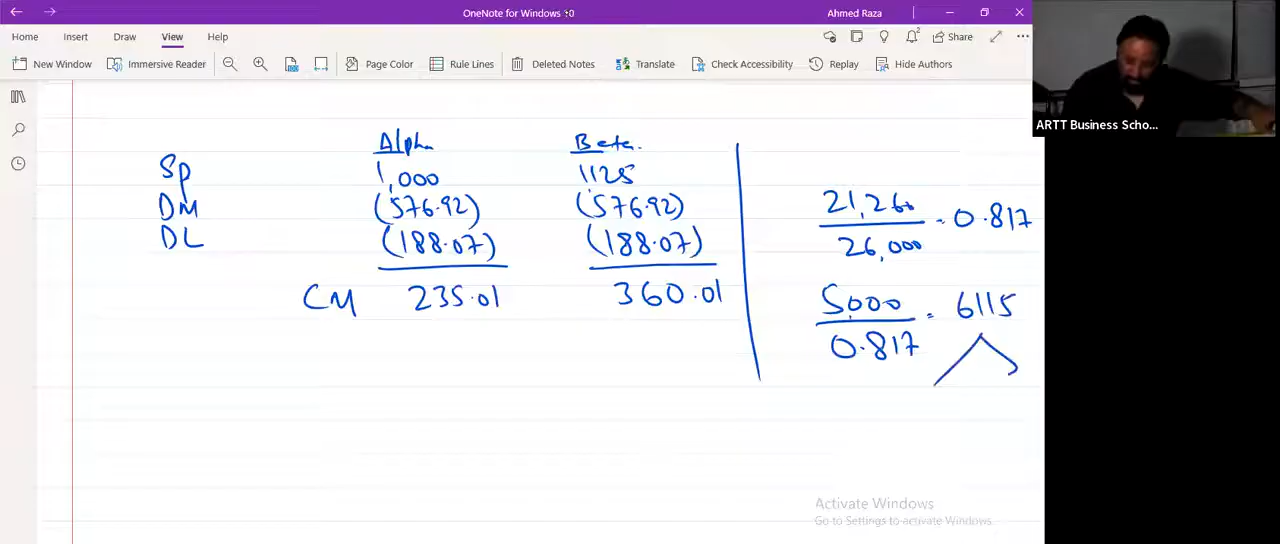 OneNote for Windows 10
Ahmed Raza
Home Insert Draw View Help
Share
New Window Immersive Reader Page Color Rule Lines Deleted Notes Translate Check Accessibility Replay Hide Authors
ARTT Business Scho...
Alpha Beta.
Sp 1,000 1125
DM (576.92) (576.92)
DL (188.07) (188.07)
CM 235.01 360.01
21,260
26,000
= 0.817
5,000
0.817
= 6115
Activate Windows
Go to Settings to activate Windows.